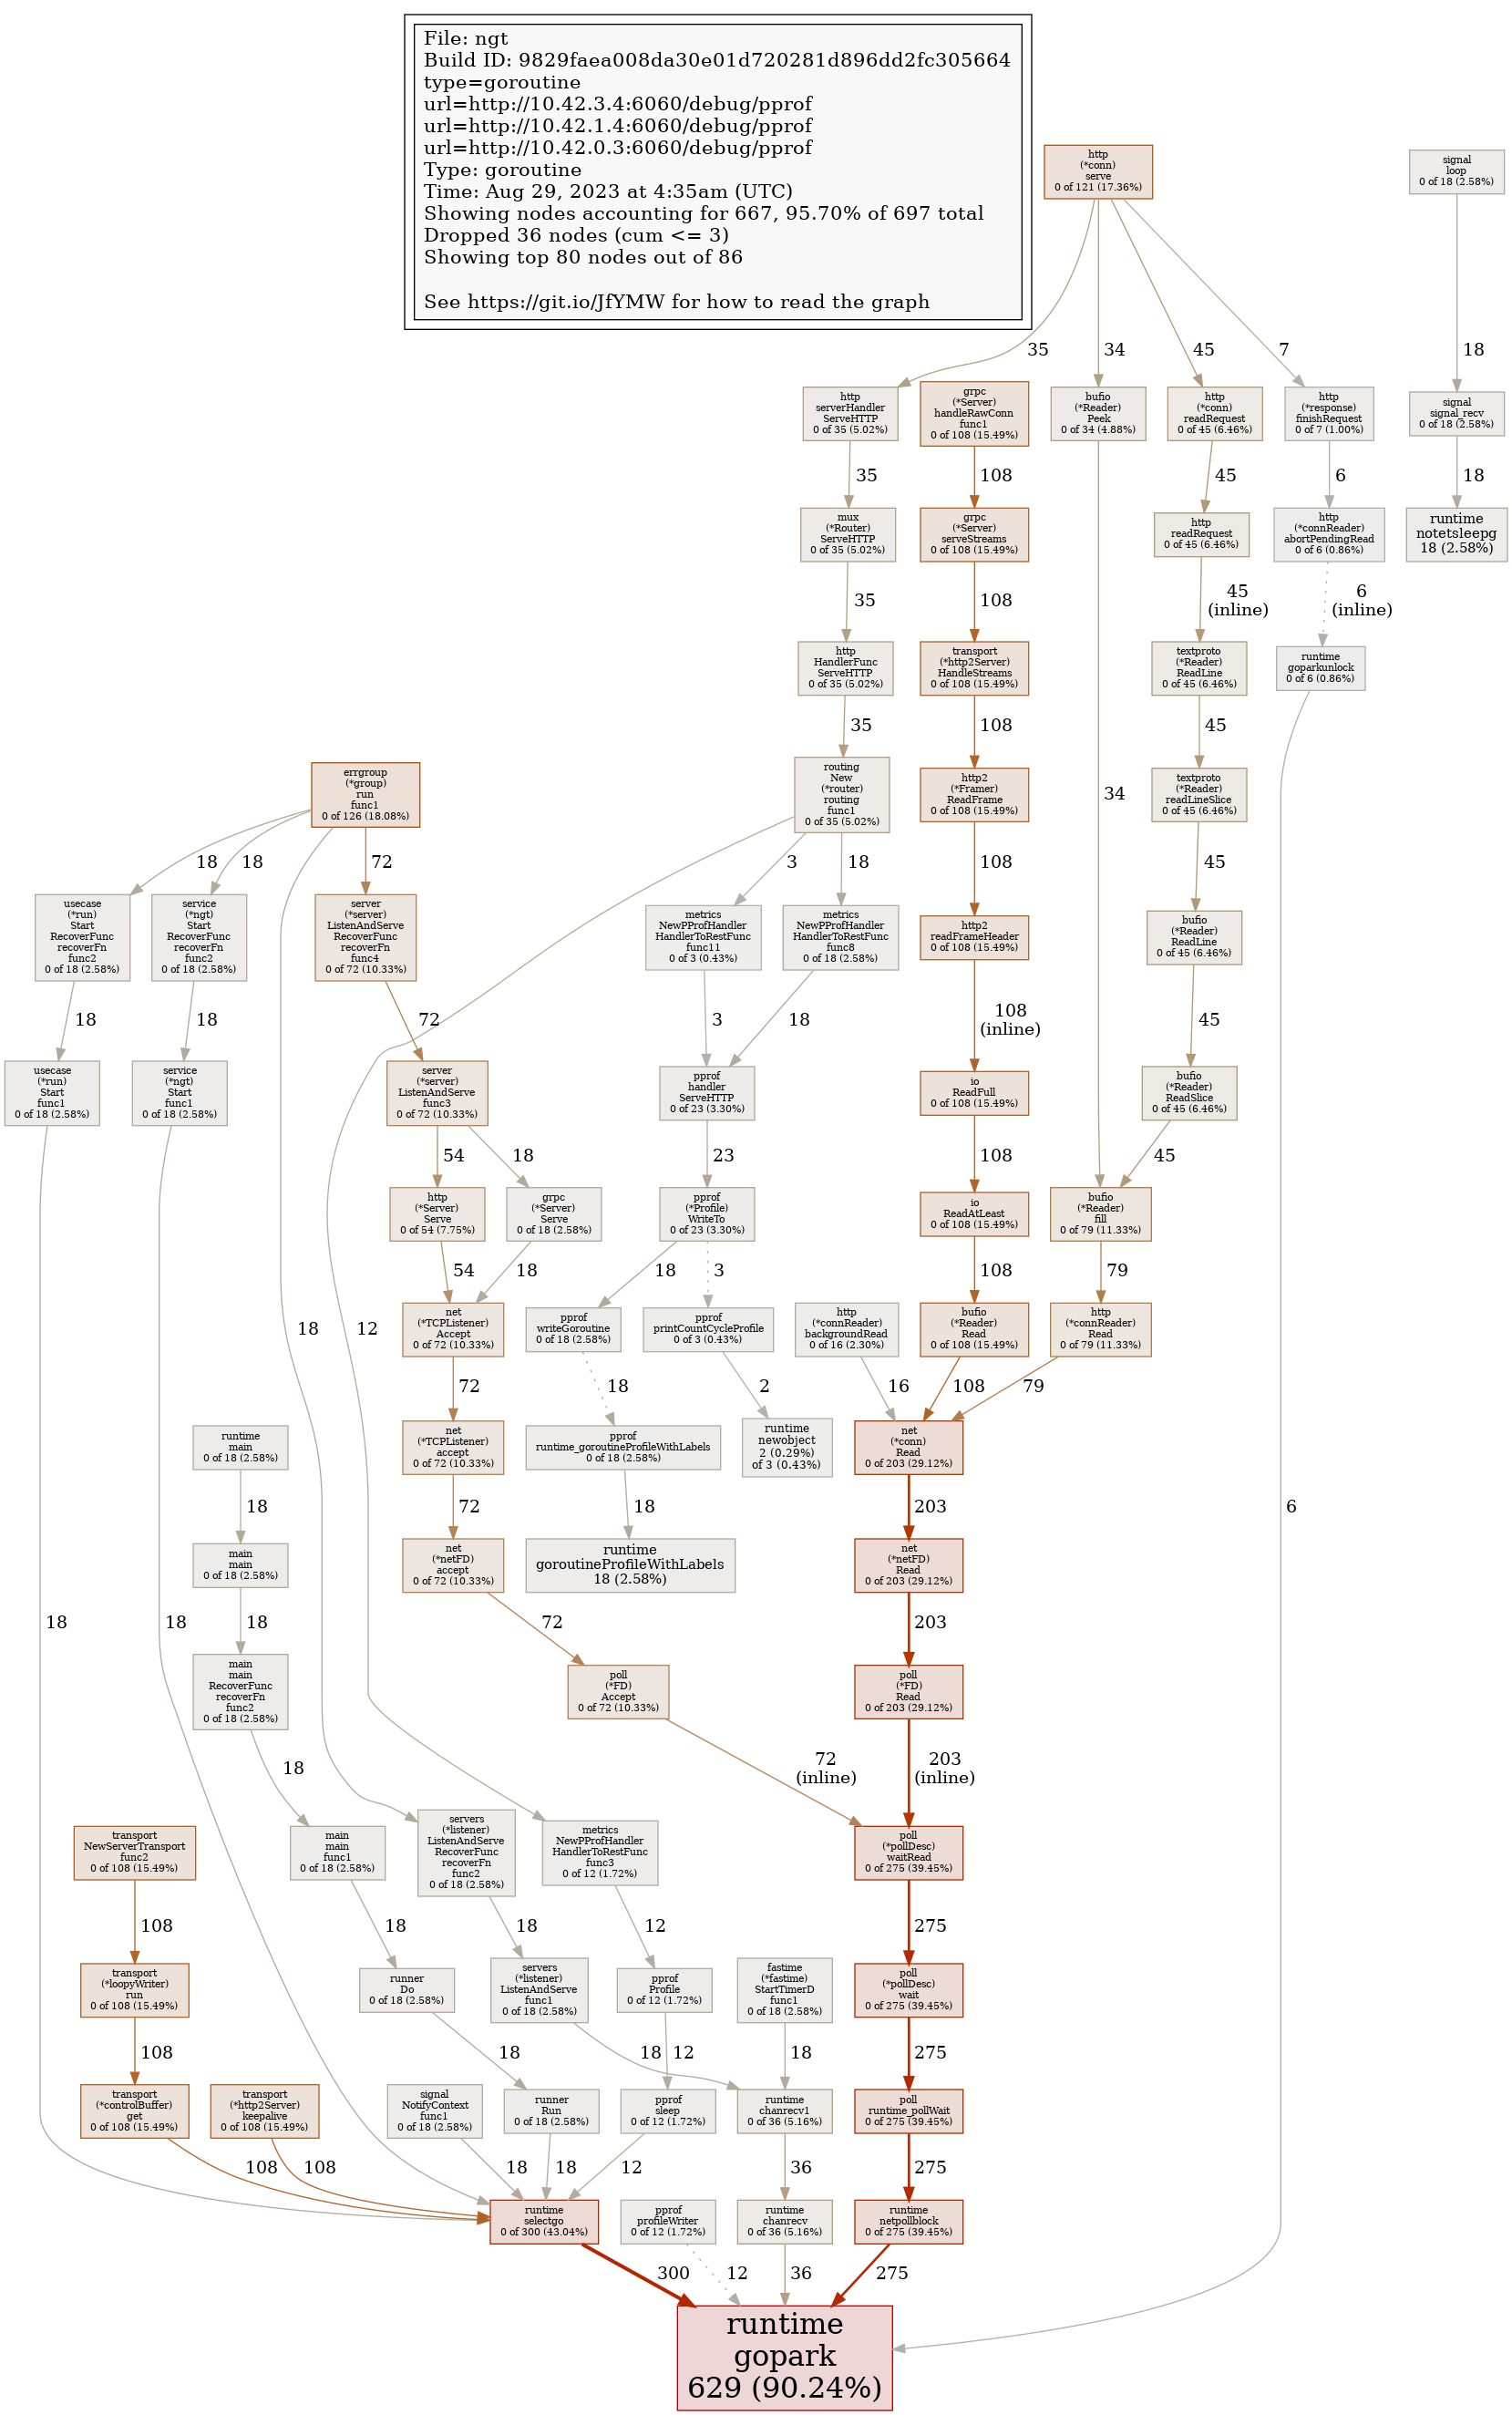 File: ngt
Build ID: 9829faea008da30e01d720281d896dd2fc305664
type=goroutine
url=http://10.42.3.4:6060/debug/pprof
url=http://10.42.1.4:6060/debug/pprof
url=http://10.42.0.3:6060/debug/pprof
Type: goroutine
Time: Aug 29, 2023 at 4:35am (UTC)
Showing nodes accounting for 667, 95.70% of 697 total
Dropped 36 nodes (cum <= 3)
Showing top 80 nodes out of 86
See https://git.io/JfYMW for how to read the graph
http
(*conn)
serve
0 of 121 (17.36%)
signal
loop
0 of 18 (2.58%)
35
34
45
7
18
http
serverHandler
ServeHTTP
0 of 35 (5.02%)
grpc
(*Server)
handleRawConn
func1
0 of 108 (15.49%)
bufio
(*Reader)
Peek
0 of 34 (4.88%)
http
(*conn)
readRequest
0 of 45 (6.46%)
http
(*response)
finishRequest
0 of 7 (1.00%)
signal
signal_recv
0 of 18 (2.58%)
35
108
45
6
18
mux
(*Router)
ServeHTTP
0 of 35 (5.02%)
grpc
(*Server)
serveStreams
0 of 108 (15.49%)
http
readRequest
0 of 45 (6.46%)
http
(*connReader)
abortPendingRead
0 of 6 (0.86%)
runtime
notetsleepg
18 (2.58%)
35
108
45
(inline)
6
(inline)
http
HandlerFunc
ServeHTTP
0 of 35 (5.02%)
transport
(*http2Server)
HandleStreams
0 of 108 (15.49%)
textproto
(*Reader)
ReadLine
0 of 45 (6.46%)
runtime
goparkunlock
0 of 6 (0.86%)
35
108
45
errgroup
(*group)
run
func1
0 of 126 (18.08%)
routing
New
(*router)
routing
func1
0 of 35 (5.02%)
http2
(*Framer)
ReadFrame
0 of 108 (15.49%)
34
textproto
(*Reader)
readLineSlice
0 of 45 (6.46%)
18
18
72
3
18
108
45
usecase
(*run)
Start
RecoverFunc
recoverFn
func2
0 of 18 (2.58%)
service
(*ngt)
Start
RecoverFunc
recoverFn
func2
0 of 18 (2.58%)
server
(*server)
ListenAndServe
RecoverFunc
recoverFn
func4
0 of 72 (10.33%)
metrics
NewPProfHandler
HandlerToRestFunc
func11
0 of 3 (0.43%)
metrics
NewPProfHandler
HandlerToRestFunc
func8
0 of 18 (2.58%)
http2
readFrameHeader
0 of 108 (15.49%)
bufio
(*Reader)
ReadLine
0 of 45 (6.46%)
18
18
72
3
18
108
(inline)
45
usecase
(*run)
Start
func1
0 of 18 (2.58%)
service
(*ngt)
Start
func1
0 of 18 (2.58%)
server
(*server)
ListenAndServe
func3
0 of 72 (10.33%)
pprof
handler
ServeHTTP
0 of 23 (3.30%)
io
ReadFull
0 of 108 (15.49%)
bufio
(*Reader)
ReadSlice
0 of 45 (6.46%)
54
18
23
108
45
http
(*Server)
Serve
0 of 54 (7.75%)
grpc
(*Server)
Serve
0 of 18 (2.58%)
pprof
(*Profile)
WriteTo
0 of 23 (3.30%)
io
ReadAtLeast
0 of 108 (15.49%)
bufio
(*Reader)
fill
0 of 79 (11.33%)
54
18
18
3
108
79
18
12
net
(*TCPListener)
Accept
0 of 72 (10.33%)
pprof
writeGoroutine
0 of 18 (2.58%)
pprof
printCountCycleProfile
0 of 3 (0.43%)
http
(*connReader)
backgroundRead
0 of 16 (2.30%)
bufio
(*Reader)
Read
0 of 108 (15.49%)
http
(*connReader)
Read
0 of 79 (11.33%)
72
18
2
16
108
79
runtime
main
0 of 18 (2.58%)
net
(*TCPListener)
accept
0 of 72 (10.33%)
pprof
runtime_goroutineProfileWithLabels
0 of 18 (2.58%)
runtime
newobject
2 (0.29%)
of 3 (0.43%)
net
(*conn)
Read
0 of 203 (29.12%)
18
72
18
203
6
main
main
0 of 18 (2.58%)
net
(*netFD)
accept
0 of 72 (10.33%)
runtime
goroutineProfileWithLabels
18 (2.58%)
net
(*netFD)
Read
0 of 203 (29.12%)
18
18
18
72
203
main
main
RecoverFunc
recoverFn
func2
0 of 18 (2.58%)
poll
(*FD)
Accept
0 of 72 (10.33%)
poll
(*FD)
Read
0 of 203 (29.12%)
18
72
(inline)
203
(inline)
transport
NewServerTransport
func2
0 of 108 (15.49%)
main
main
func1
0 of 18 (2.58%)
servers
(*listener)
ListenAndServe
RecoverFunc
recoverFn
func2
0 of 18 (2.58%)
metrics
NewPProfHandler
HandlerToRestFunc
func3
0 of 12 (1.72%)
poll
(*pollDesc)
waitRead
0 of 275 (39.45%)
108
18
18
12
275
transport
(*loopyWriter)
run
0 of 108 (15.49%)
runner
Do
0 of 18 (2.58%)
servers
(*listener)
ListenAndServe
func1
0 of 18 (2.58%)
pprof
Profile
0 of 12 (1.72%)
fastime
(*fastime)
StartTimerD
func1
0 of 18 (2.58%)
poll
(*pollDesc)
wait
0 of 275 (39.45%)
108
18
18
12
18
275
transport
(*controlBuffer)
get
0 of 108 (15.49%)
transport
(*http2Server)
keepalive
0 of 108 (15.49%)
signal
NotifyContext
func1
0 of 18 (2.58%)
runner
Run
0 of 18 (2.58%)
pprof
sleep
0 of 12 (1.72%)
runtime
chanrecv1
0 of 36 (5.16%)
poll
runtime_pollWait
0 of 275 (39.45%)
108
108
18
18
12
36
275
runtime
selectgo
0 of 300 (43.04%)
pprof
profileWriter
0 of 12 (1.72%)
runtime
chanrecv
0 of 36 (5.16%)
runtime
netpollblock
0 of 275 (39.45%)
300
12
36
275
runtime
gopark
629 (90.24%)